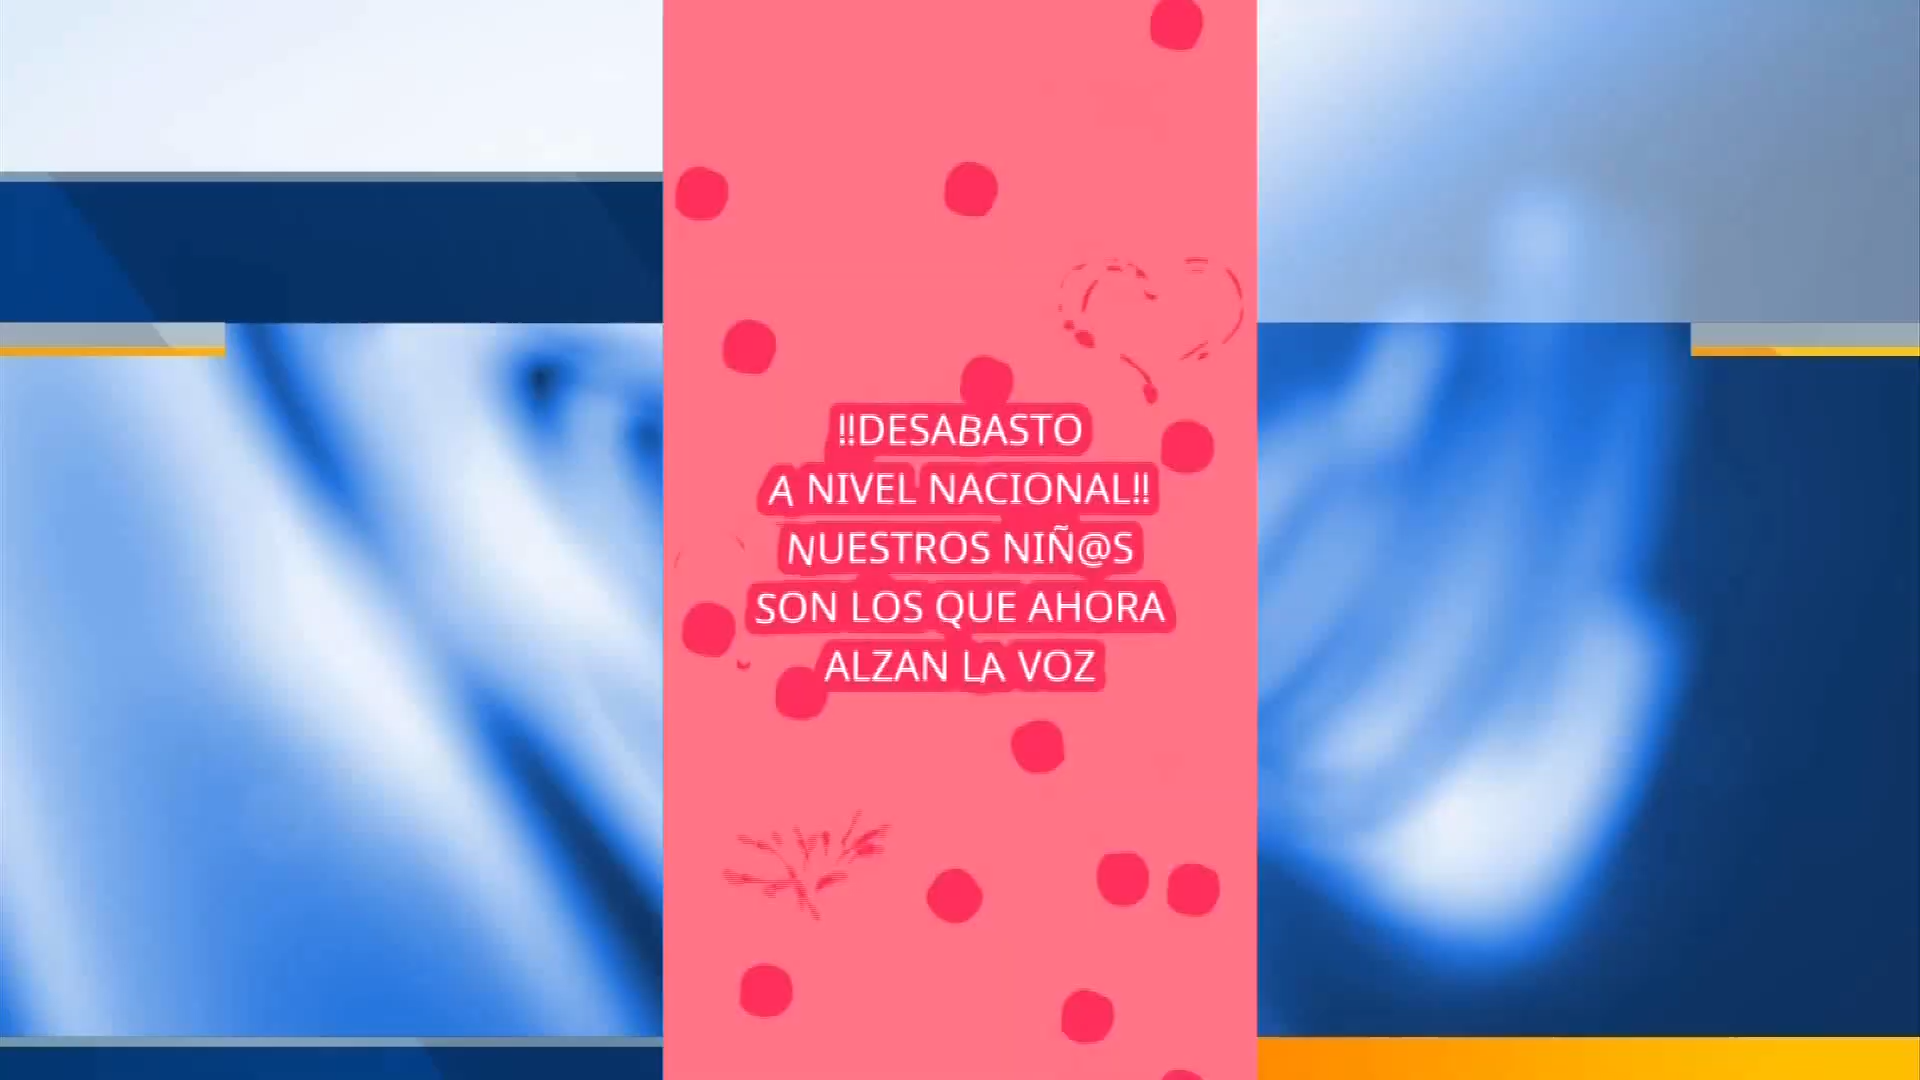 !!DESABASTO
A NIVEL NACIONAL!!
NUESTROS NIÑ@S
SON LOS QUE AHORA
ALZAN LA VOZ